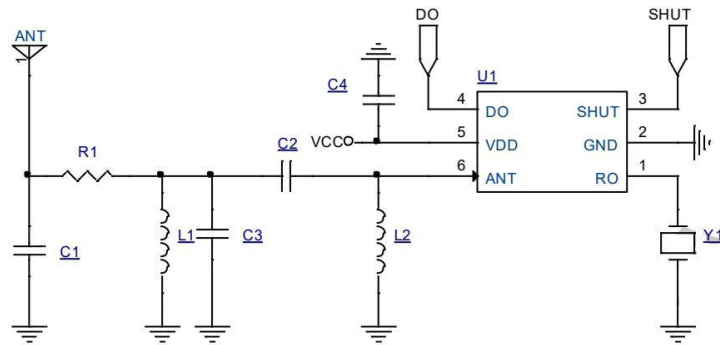 DO
SHUT
ANT
1
C4
U1
4
DO
SHUT
3
VCC
5
VDD
GND
2
R1
C2
6
ANT
RO
1
C1
L1
C3
L2
Y1